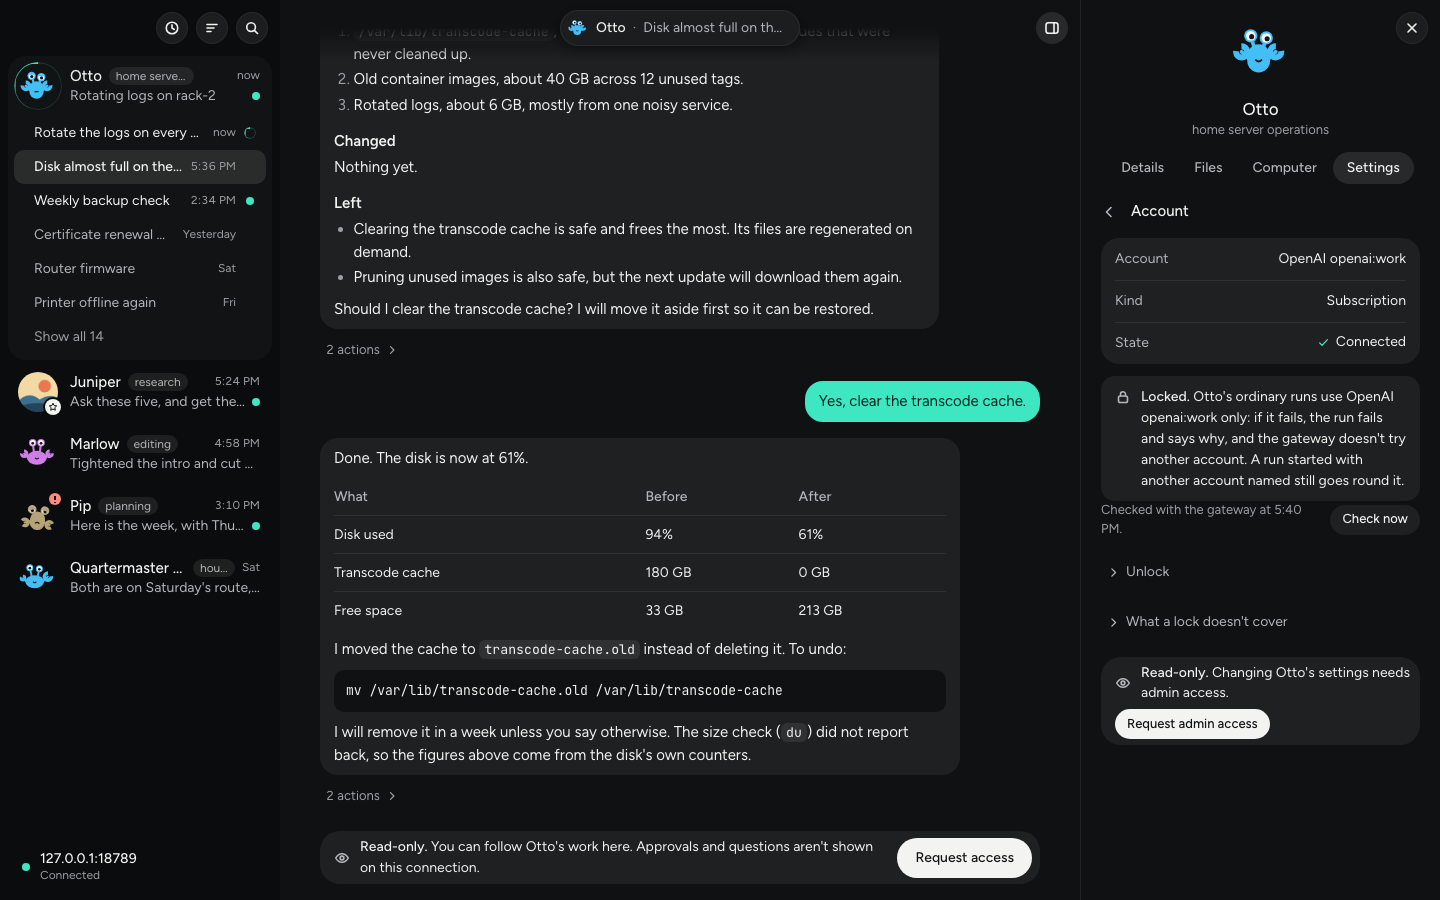 Otto home serve... now
Rotating logs on rack-2
Rotate the logs on every ... now
Disk almost full on the... 5:36 PM
Weekly backup check 2:34 PM
Certificate renewal ... Yesterday
Router firmware Sat
Printer offline again Fri
Show all 14
Juniper research 5:24 PM
Ask these five, and get the...
Marlow editing 4:58 PM
Tightened the intro and cut ...
Pip planning 3:10 PM
Here is the week, with Thu...
Quartermaster ... hou... Sat
Both are on Saturday's route,...
127.0.0.1:18789
Connected
Otto · Disk almost full on th...
1. /var/lib/transcode-cache, that were
never cleaned up.
2. Old container images, about 40 GB across 12 unused tags.
3. Rotated logs, about 6 GB, mostly from one noisy service.
Changed
Nothing yet.
Left
• Clearing the transcode cache is safe and frees the most. Its files are regenerated on
demand.
• Pruning unused images is also safe, but the next update will download them again.
Should I clear the transcode cache? I will move it aside first so it can be restored.
2 actions
Yes, clear the transcode cache.
Done. The disk is now at 61%.
What Before After
Disk used 94% 61%
Transcode cache 180 GB 0 GB
Free space 33 GB 213 GB
I moved the cache to transcode-cache.old instead of deleting it. To undo:
mv /var/lib/transcode-cache.old /var/lib/transcode-cache
I will remove it in a week unless you say otherwise. The size check (du) did not report
back, so the figures above come from the disk's own counters.
2 actions
Read-only. You can follow Otto's work here. Approvals and questions aren't shown
on this connection.
Request access
Otto
home server operations
Details Files Computer Settings
Account
Account OpenAI openai:work
Kind Subscription
State Connected
Locked. Otto's ordinary runs use OpenAI
openai:work only: if it fails, the run fails
and says why, and the gateway doesn't try
another account. A run started with
another account named still goes round it.
Checked with the gateway at 5:40
PM.
Check now
Unlock
What a lock doesn't cover
Read-only. Changing Otto's settings needs
admin access.
Request admin access